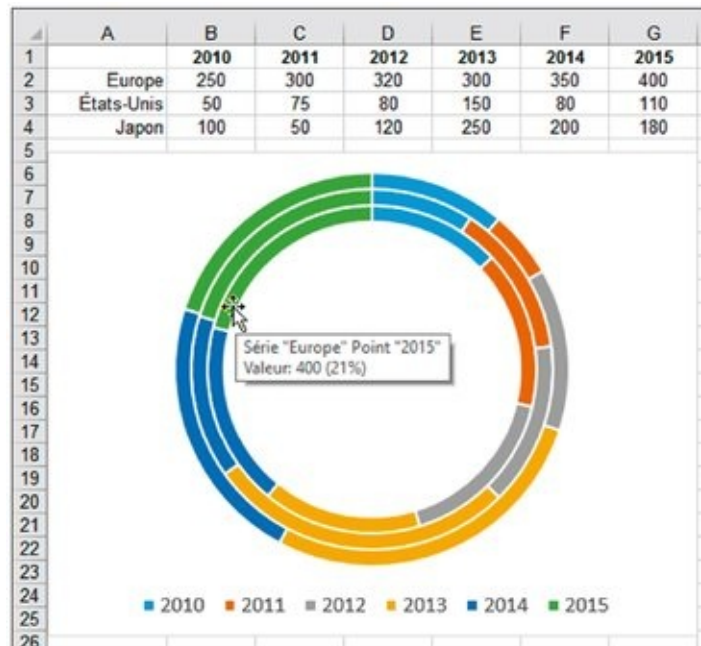 A B C D E F G
1 2010 2011 2012 2013 2014 2015
2 Europe 250 300 320 300 350 400
3 États-Unis 50 75 80 150 80 110
4 Japon 100 50 120 250 200 180
5
6
7
8
9
10
11
12
13
14
15
16
17
18
19
20
21
22
23
24
25
26
Série "Europe" Point "2015"
Valeur: 400 (21%)
2010 2011 2012 2013 2014 2015